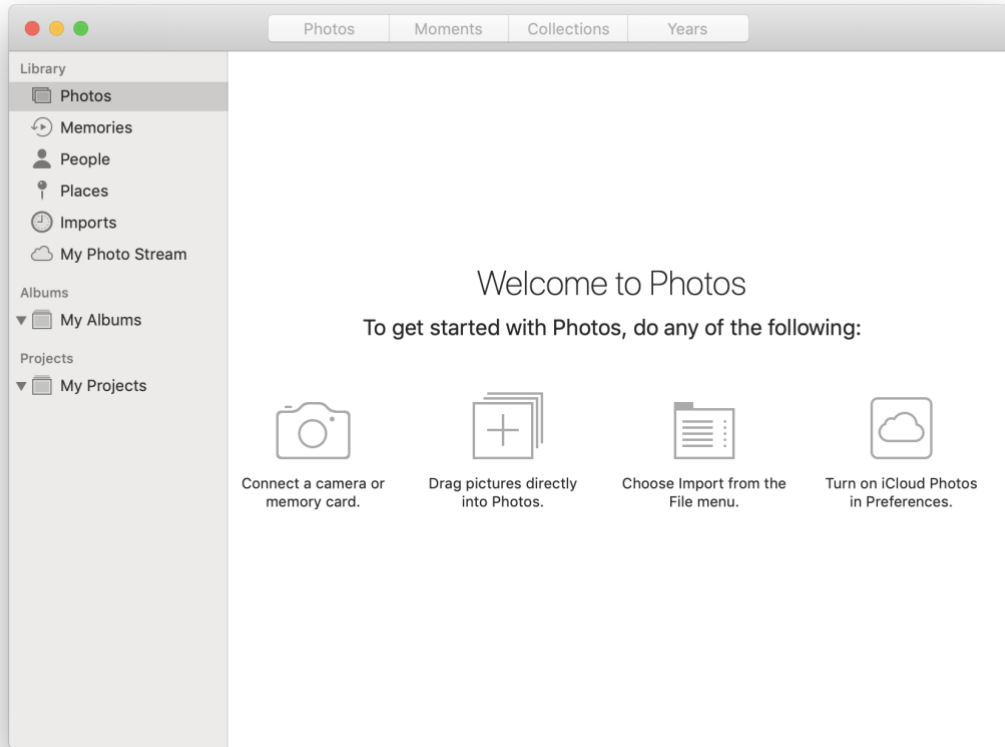 Photos
Moments
Collections
Years
Library
Photos
Memories
People
Places
Imports
My Photo Stream
Albums
My Albums
Projects
My Projects
Welcome to Photos
To get started with Photos, do any of the following:
Connect a camera or
memory card.
Drag pictures directly
into Photos.
Choose Import from the
File menu.
Turn on iCloud Photos
in Preferences.